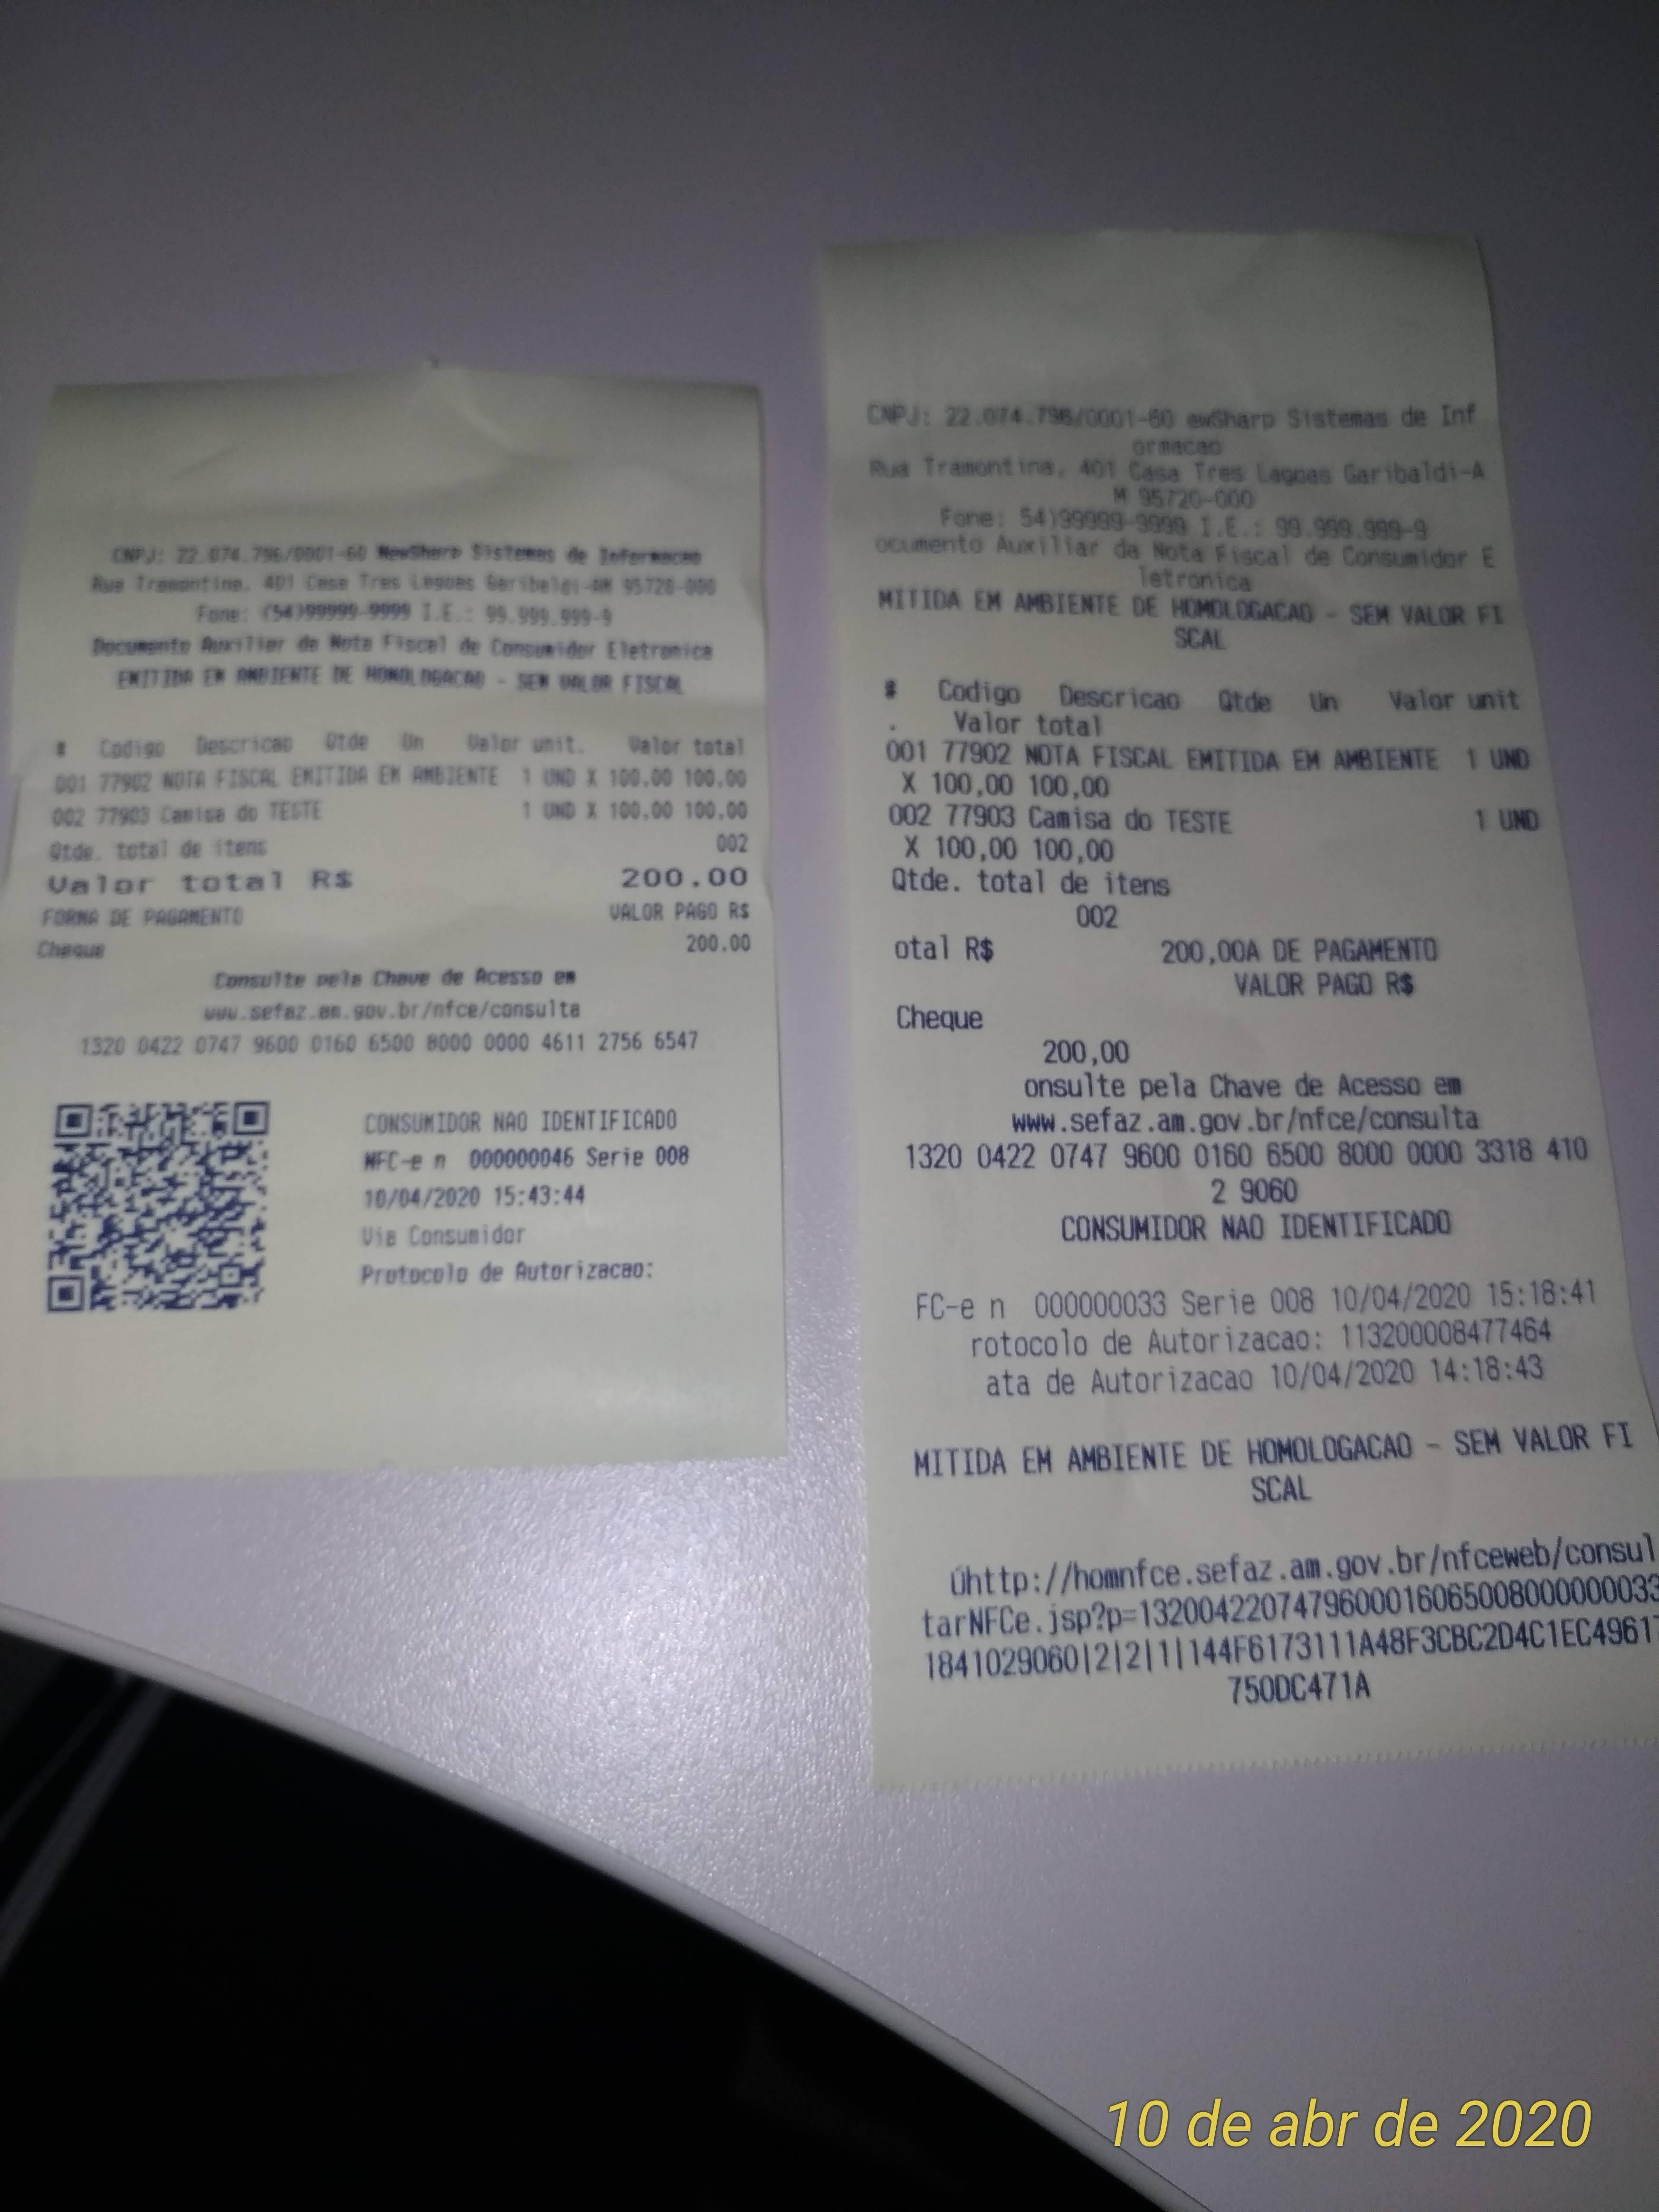 CNPJ: 22.074.796/0001-60 NewSharp Sistemas de Informacao
Rua Tramontina, 401 Casa Tres Lagoas Garibaldi-AM 95720-000
Fone: (54)99999-9999 I.E.: 99.999.999-9
Documento Auxiliar da Nota Fiscal de Consumidor Eletronica
EMITIDA EM AMBIENTE DE HOMOLOGACAO - SEM VALOR FISCAL
# Codigo Descricao Qtde Un Valor unit. Valor total
001 77902 NOTA FISCAL EMITIDA EM AMBIENTE 1 UND X 100.00 100.00
002 77903 Camisa do TESTE 1 UND X 100.00 100.00
Qtde. total de itens 002
Valor total R$ 200.00
FORMA DE PAGAMENTO VALOR PAGO R$
Cheque 200.00
Consulte pela Chave de Acesso em
www.sefaz.am.gov.br/nfce/consulta
1320 0422 0747 9600 0160 6500 8000 0000 4611 2756 6547
CONSUMIDOR NAO IDENTIFICADO
NFC-e n 000000046 Serie 008
10/04/2020 15:43:44
Via Consumidor
Protocolo de Autorizacao:
CNPJ: 22.074.796/0001-60 ewSharp Sistemas de Inf
ormacao
Rua Tramontina, 401 Casa Tres Lagoas Garibaldi-A
M 95720-000
Fone: 54)99999-9999 I.E.: 99.999.999-9
ocumento Auxiliar da Nota Fiscal de Consumidor E
letronica
MITIDA EM AMBIENTE DE HOMOLOGACAO - SEM VALOR FI
SCAL
# Codigo Descricao Qtde Un Valor unit
. Valor total
001 77902 NOTA FISCAL EMITIDA EM AMBIENTE 1 UND
X 100,00 100,00
002 77903 Camisa do TESTE 1 UND
X 100,00 100,00
Qtde. total de itens
002
otal R$ 200,00A DE PAGAMENTO
VALOR PAGO R$
Cheque
200,00
onsulte pela Chave de Acesso em
www.sefaz.am.gov.br/nfce/consulta
1320 0422 0747 9600 0160 6500 8000 0000 3318 410
2 9060
CONSUMIDOR NAO IDENTIFICADO
FC-e n 000000033 Serie 008 10/04/2020 15:18:41
rotocolo de Autorizacao: 113200008477464
ata de Autorizacao 10/04/2020 14:18:43
MITIDA EM AMBIENTE DE HOMOLOGACAO - SEM VALOR FI
SCAL
Úhttp://homnfce.sefaz.am.gov.br/nfceweb/consul
tarNFCe.jsp?p=13200422074796000160650080000000033
1841029060|2|2|1|144F6173111A48F3CBC2D4C1EC49617
750DC471A
10 de abr de 2020